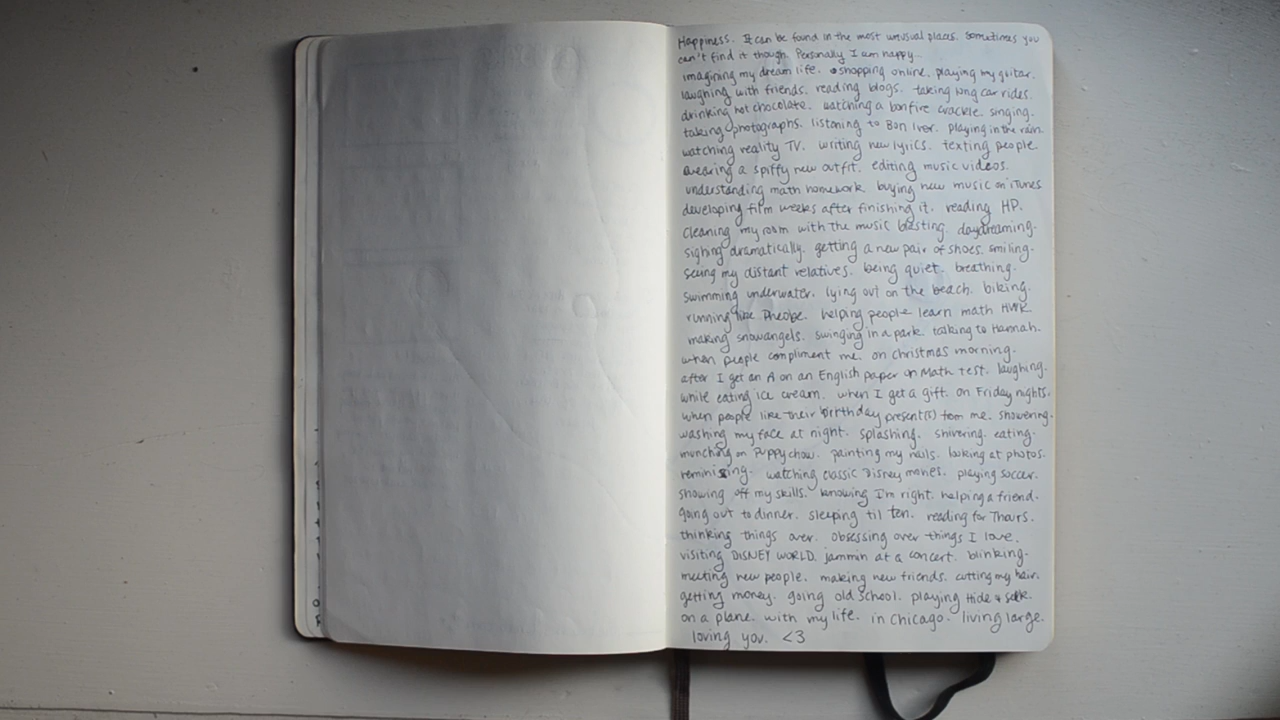 Happiness. It can be found in the most unusual places. Sometimes you
can't find it though. Personally I am happy...
imagining my dream life. shopping online. playing my guitar.
laughing with friends. reading blogs. taking long car rides.
drinking hot chocolate. watching a bonfire crackle. singing.
taking photographs. listening to Bon Iver. playing in the rain.
watching reality TV. writing new lyrics. texting people.
wearing a spiffy new outfit. editing music videos.
understanding math homework. buying new music on iTunes
developing film weeks after finishing it. reading HP.
cleaning my room with the music blasting. daydreaming.
sighing dramatically. getting a new pair of shoes. smiling.
seeing my distant relatives. being quiet. breathing.
swimming underwater. lying out on the beach. biking.
running like Pheobe. helping people learn math HWK.
making snowangels. swinging in a park. talking to Hannah.
when people compliment me. on christmas morning.
after I get an A on an English paper or Math test. laughing.
while eating ice cream. when I get a gift. on Friday nights.
when people like their birthday present(s) from me. showering.
washing my face at night. splashing. shivering. eating.
munching on Puppychow. painting my nails. looking at photos.
reminising. watching classic Disney movies. playing soccer.
showing off my skills. knowing I'm right. helping a friend.
going out to dinner. sleeping til ten. reading for 7hours.
thinking things over. obsessing over things I love.
visiting DISNEY WORLD. jammin at a concert. blinking.
meeting new people. making new friends. cutting my hair.
getting money. going old school. playing Hide & seek.
on a plane. with my life. in Chicago. living large.
loving you. <3